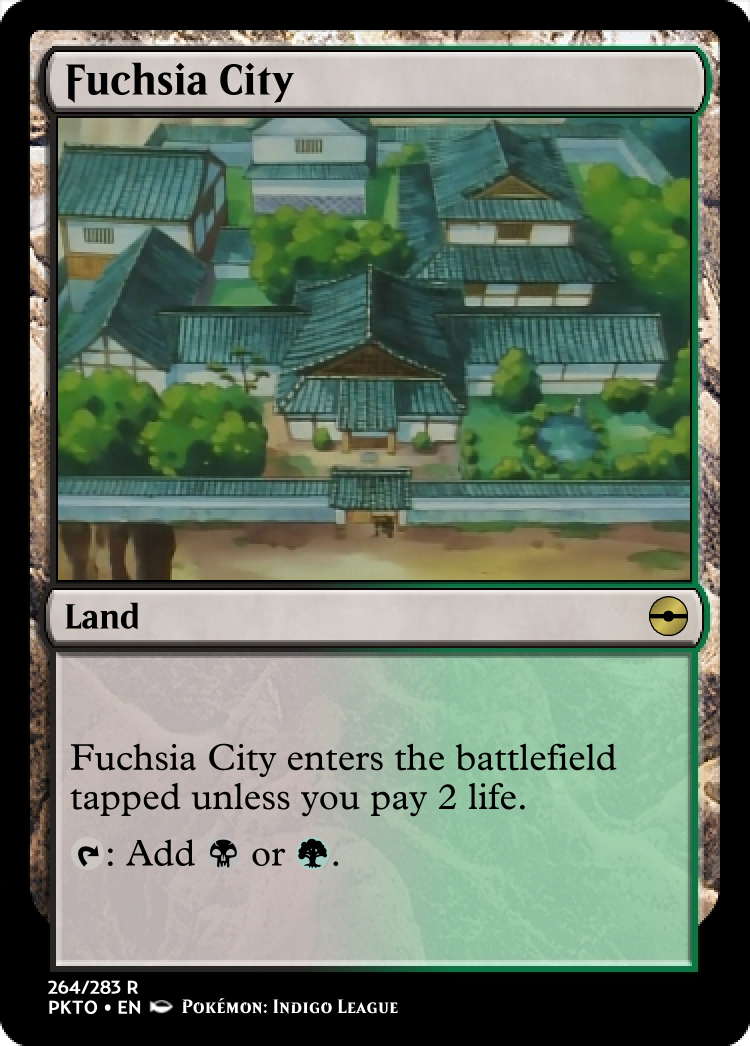 Fuchsia City
Land
Fuchsia City enters the battlefield
tapped unless you pay 2 life.
: Add or .
264/283 R
PKTO • EN Pokémon: Indigo League